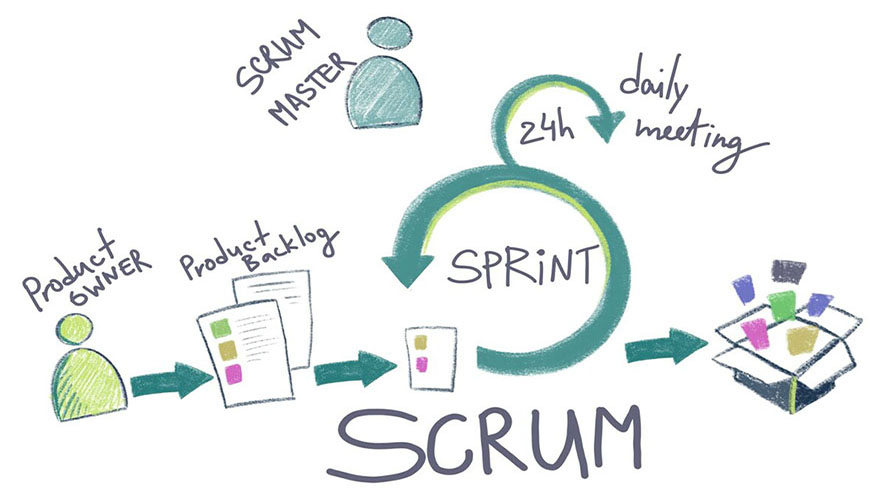 SCRUM
MASTER
24h
daily
meeting
Product
OWNER
Product
Backlog
SPRiNT
SCRUM